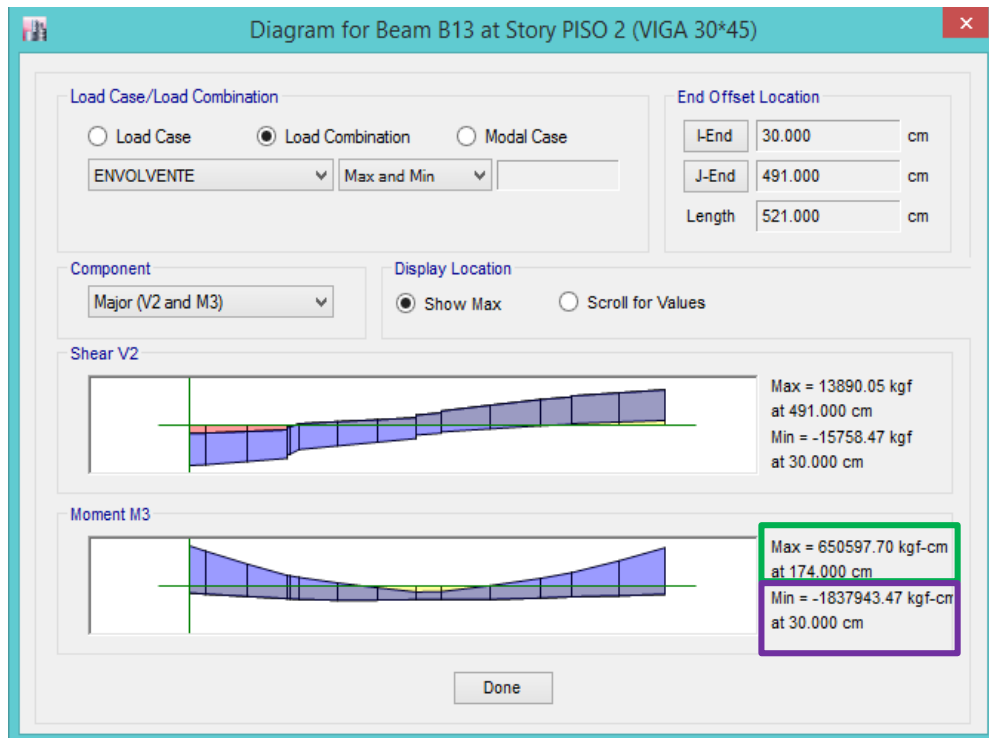 Diagram for Beam B13 at Story PISO 2 (VIGA 30*45)
Load Case/Load Combination
Load Case Load Combination Modal Case
ENVOLVENTE Max and Min
End Offset Location
I-End 30.000 cm
J-End 491.000 cm
Length 521.000 cm
Component
Major (V2 and M3)
Display Location
Show Max Scroll for Values
Shear V2
Max = 13890.05 kgf
at 491.000 cm
Min = -15758.47 kgf
at 30.000 cm
Moment M3
Max = 650597.70 kgf-cm
at 174.000 cm
Min = -1837943.47 kgf-cm
at 30.000 cm
Done